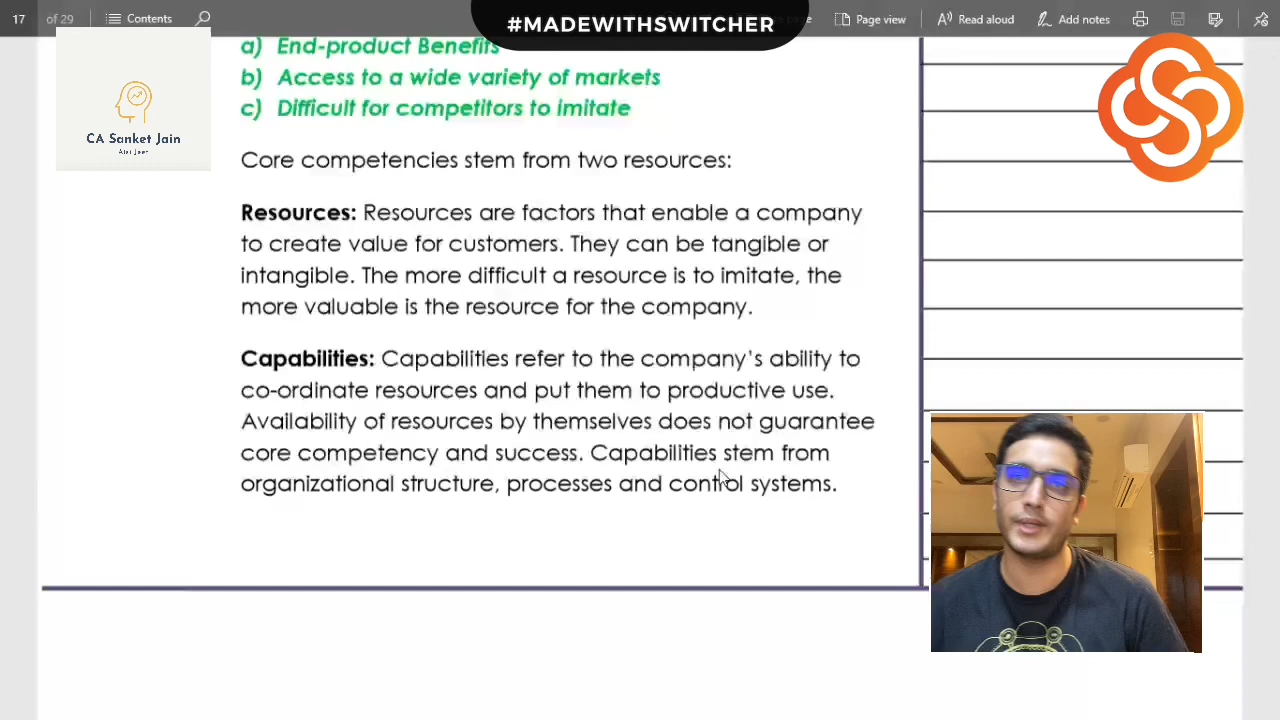 17 of 29
Contents
#MADEWITHSWITCHER
page
Page view
Read aloud
Add notes
CA Sanket Jain
a) End-product Benefits
b) Access to a wide variety of markets
c) Difficult for competitors to imitate
Core competencies stem from two resources:
Resources: Resources are factors that enable a company
to create value for customers. They can be tangible or
intangible. The more difficult a resource is to imitate, the
more valuable is the resource for the company.
Capabilities: Capabilities refer to the company's ability to
co-ordinate resources and put them to productive use.
Availability of resources by themselves does not guarantee
core competency and success. Capabilities stem from
organizational structure, processes and control systems.